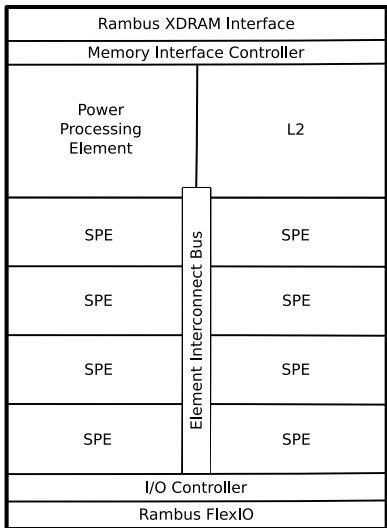 Rambus XDRAM Interface
Memory Interface Controller
Power
Processing
Element
L2
SPE
SPE
SPE
SPE
SPE
SPE
SPE
SPE
Element Interconnect Bus
I/O Controller
Rambus FlexIO